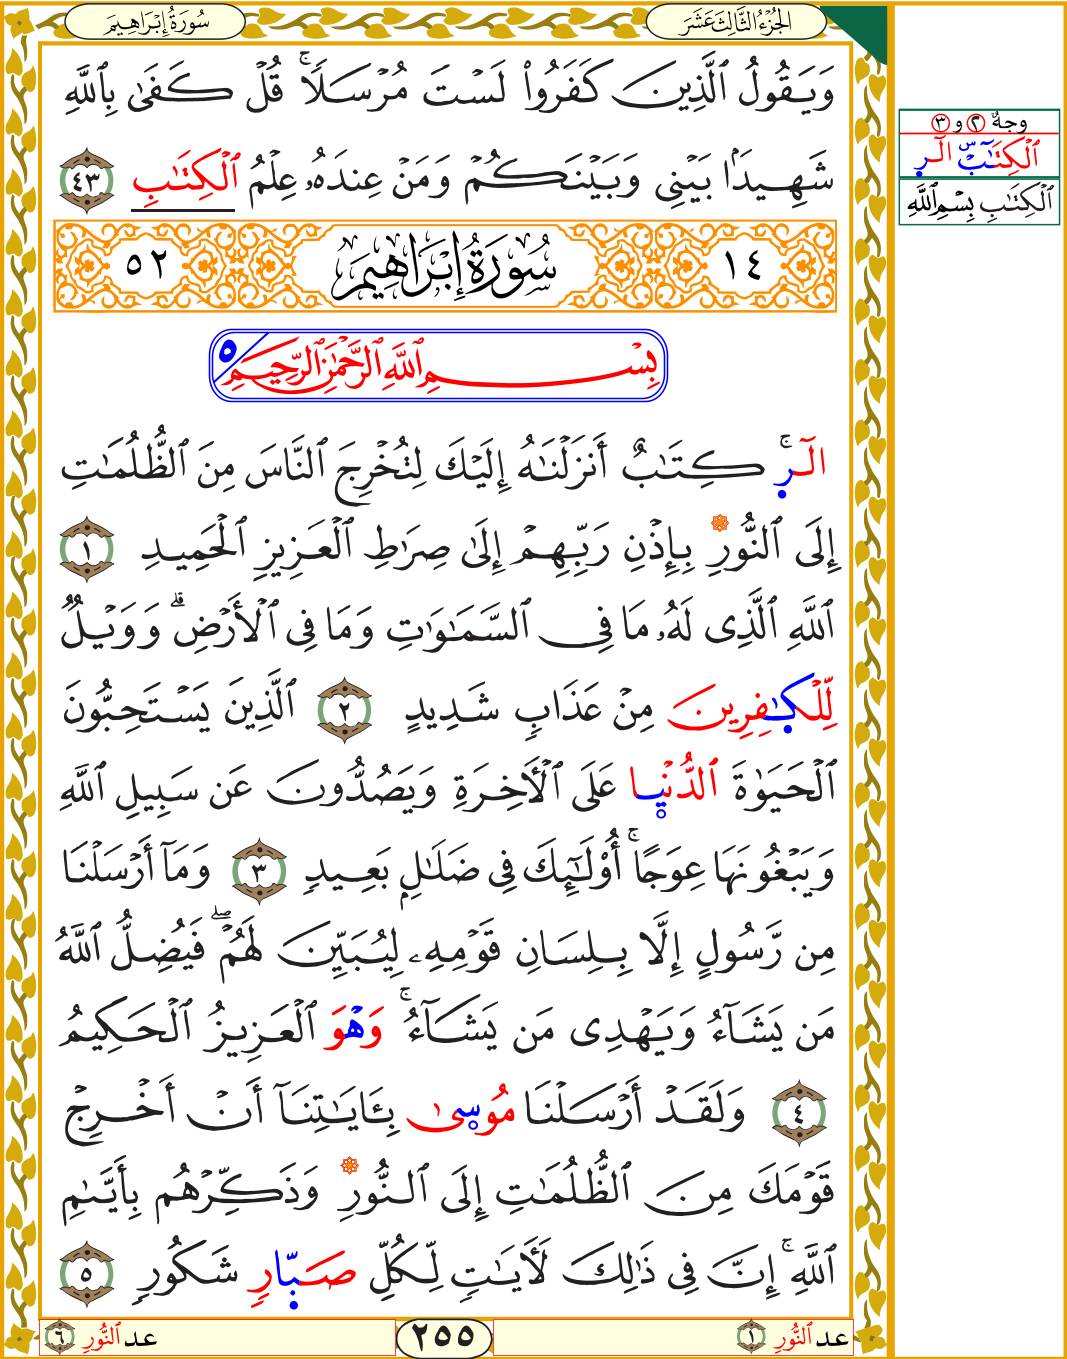 سُورَةُ إِبْرَاهِيمَ
الجُزْءُ الثَّالِثَ عَشَرَ
وَيَقُولُ ٱلَّذِينَ كَفَرُوا۟ لَسْتَ مُرْسَلًا ۚ قُلْ كَفَىٰ بِٱللَّهِ
شَهِيدًۢا بَيْنِى وَبَيْنَكُمْ وَمَنْ عِندَهُۥ عِلْمُ ٱلْكِتَٰبِ ٤٣
١٤ سُورَةُ إِبْرَاهِيمَ ٥٢
بِسْمِ ٱللَّهِ ٱلرَّحْمَٰنِ ٱلرَّحِيمِ ٥
الٓر ۚ كِتَٰبٌ أَنزَلْنَٰهُ إِلَيْكَ لِتُخْرِجَ ٱلنَّاسَ مِنَ ٱلظُّلُمَٰتِ
إِلَى ٱلنُّورِ بِإِذْنِ رَبِّهِمْ إِلَىٰ صِرَٰطِ ٱلْعَزِيزِ ٱلْحَمِيدِ ١
ٱللَّهِ ٱلَّذِى لَهُۥ مَا فِى ٱلسَّمَٰوَٰتِ وَمَا فِى ٱلْأَرْضِ ۗ وَوَيْلٌ
لِّلْكَٰفِرِينَ مِنْ عَذَابٍ شَدِيدٍ ٢ ٱلَّذِينَ يَسْتَحِبُّونَ
ٱلْحَيَوٰةَ ٱلدُّنْيَا عَلَى ٱلْءَاخِرَةِ وَيَصُدُّونَ عَن سَبِيلِ ٱللَّهِ
وَيَبْغُونَهَا عِوَجًا ۚ أُو۟لَٰٓئِكَ فِى ضَلَٰلٍۭ بَعِيدٍ ٣ وَمَآ أَرْسَلْنَا
مِن رَّسُولٍ إِلَّا بِلِسَانِ قَوْمِهِۦ لِيُبَيِّنَ لَهُمْ ۖ فَيُضِلُّ ٱللَّهُ
مَن يَشَآءُ وَيَهْدِى مَن يَشَآءُ ۚ وَهْوَ ٱلْعَزِيزُ ٱلْحَكِيمُ
٤ وَلَقَدْ أَرْسَلْنَا مُوسَىٰ بِـَٔايَٰتِنَآ أَنْ أَخْرِجْ
قَوْمَكَ مِنَ ٱلظُّلُمَٰتِ إِلَى ٱلنُّورِ وَذَكِّرْهُم بِأَيَّىٰمِ
ٱللَّهِ ۚ إِنَّ فِى ذَٰلِكَ لَءَايَٰتٍ لِّكُلِّ صَبَّارٍ شَكُورٍ ٥
عد ٱلنُّورِ ١
٢٥٥
عد ٱلنُّورِ ٦
وجهٌ ٢ و ٣
ٱلْكِتَٰبِ س الٓر
ٱلْكِتَٰبِ بِسْمِ ٱللَّهِ